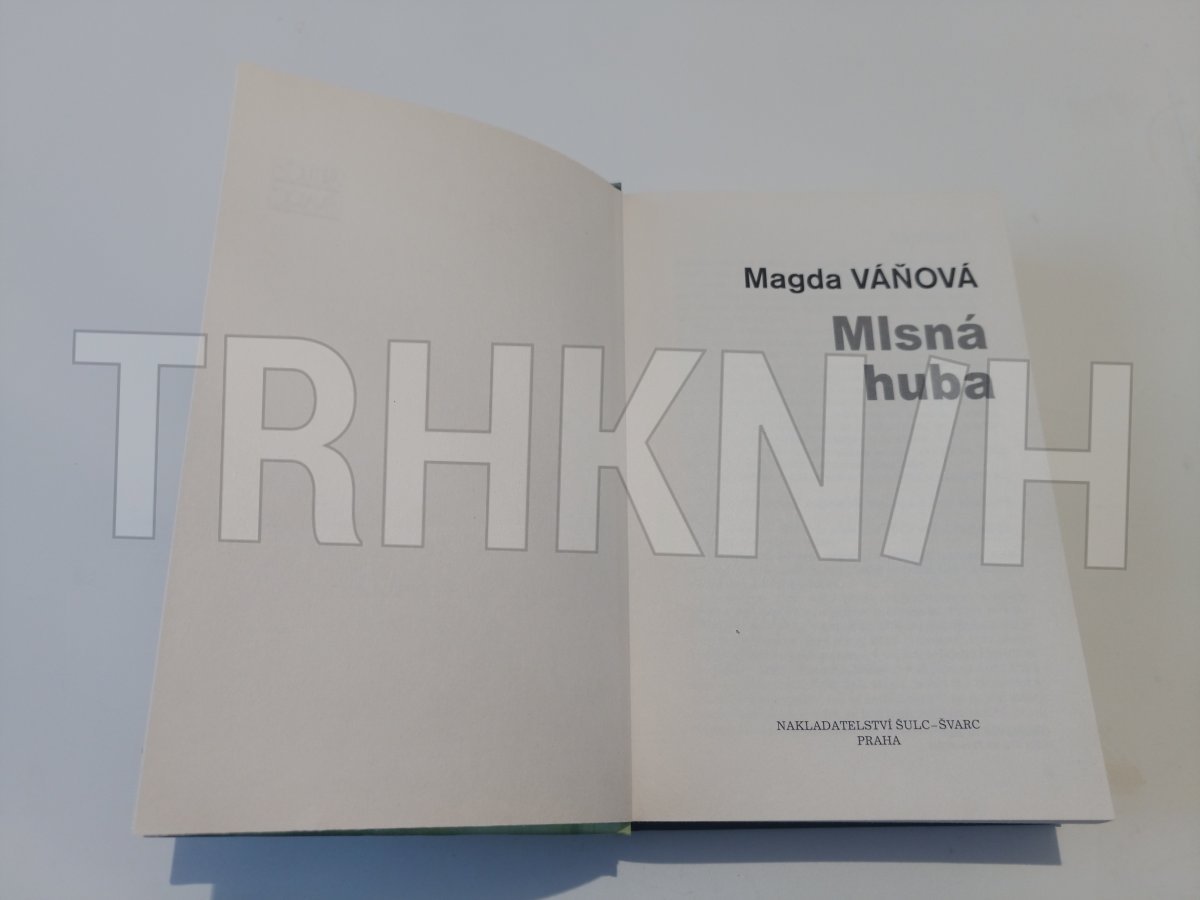 Magda VÁŇOVÁ
Mlsná
huba
TRHKNIH
NAKLADATELSTVÍ ŠULC–ŠVARC
PRAHA